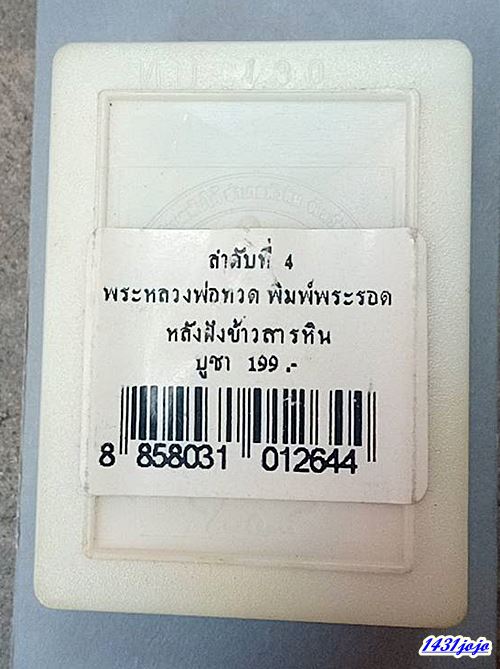 ลำดับที่ 4
พระหลวงพ่อทวด พิมพ์พระรอด
หลังฝังข้าวสารหิน
บูชา 199.-
8 858031 012644
1431jojo